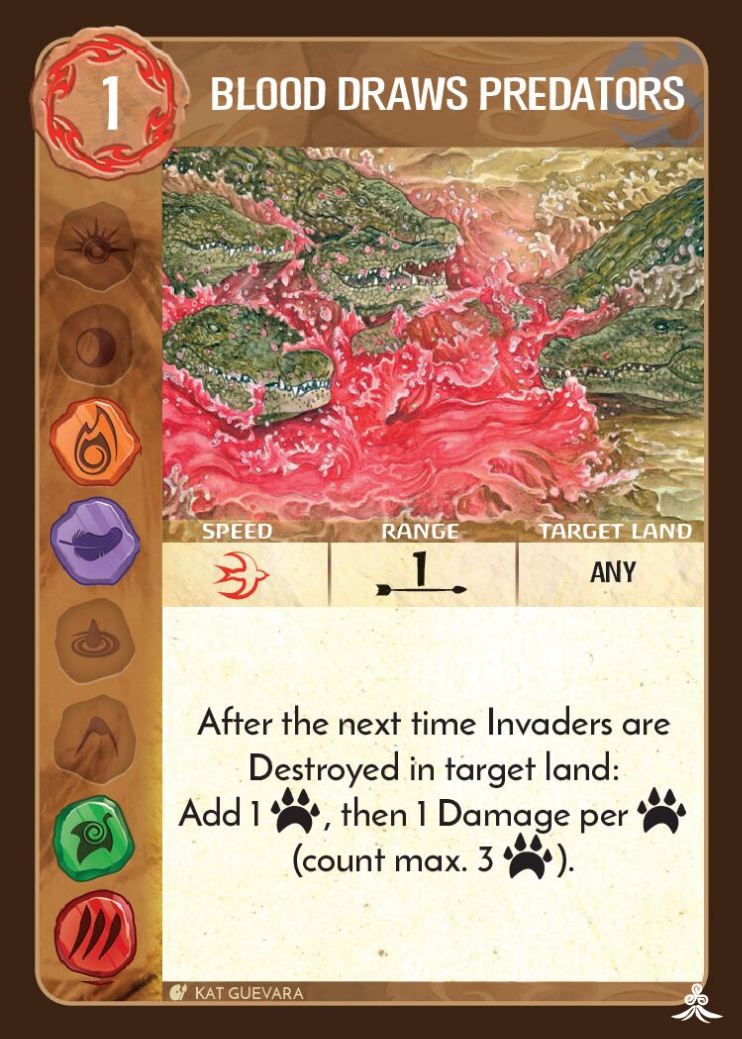 1
BLOOD DRAWS PREDATORS
SPEED
RANGE
TARGET LAND
1
ANY
After the next time Invaders are
Destroyed in target land:
Add 1 , then 1 Damage per
(count max. 3 ).
KAT GUEVARA